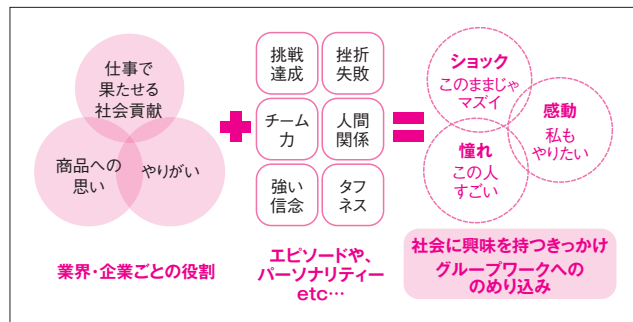 仕事で
果たせる
社会貢献
商品への
思い
やりがい
業界・企業ごとの役割
+
挑戦
達成
挫折
失敗
チーム
力
人間
関係
強い
信念
タフ
ネス
エピソードや、
パーソナリティー
etc…
=
ショック
このままじゃ
マズイ
感動
私も
やりたい
憧れ
この人
すごい
社会に興味を持つきっかけ
グループワークへの
のめり込み